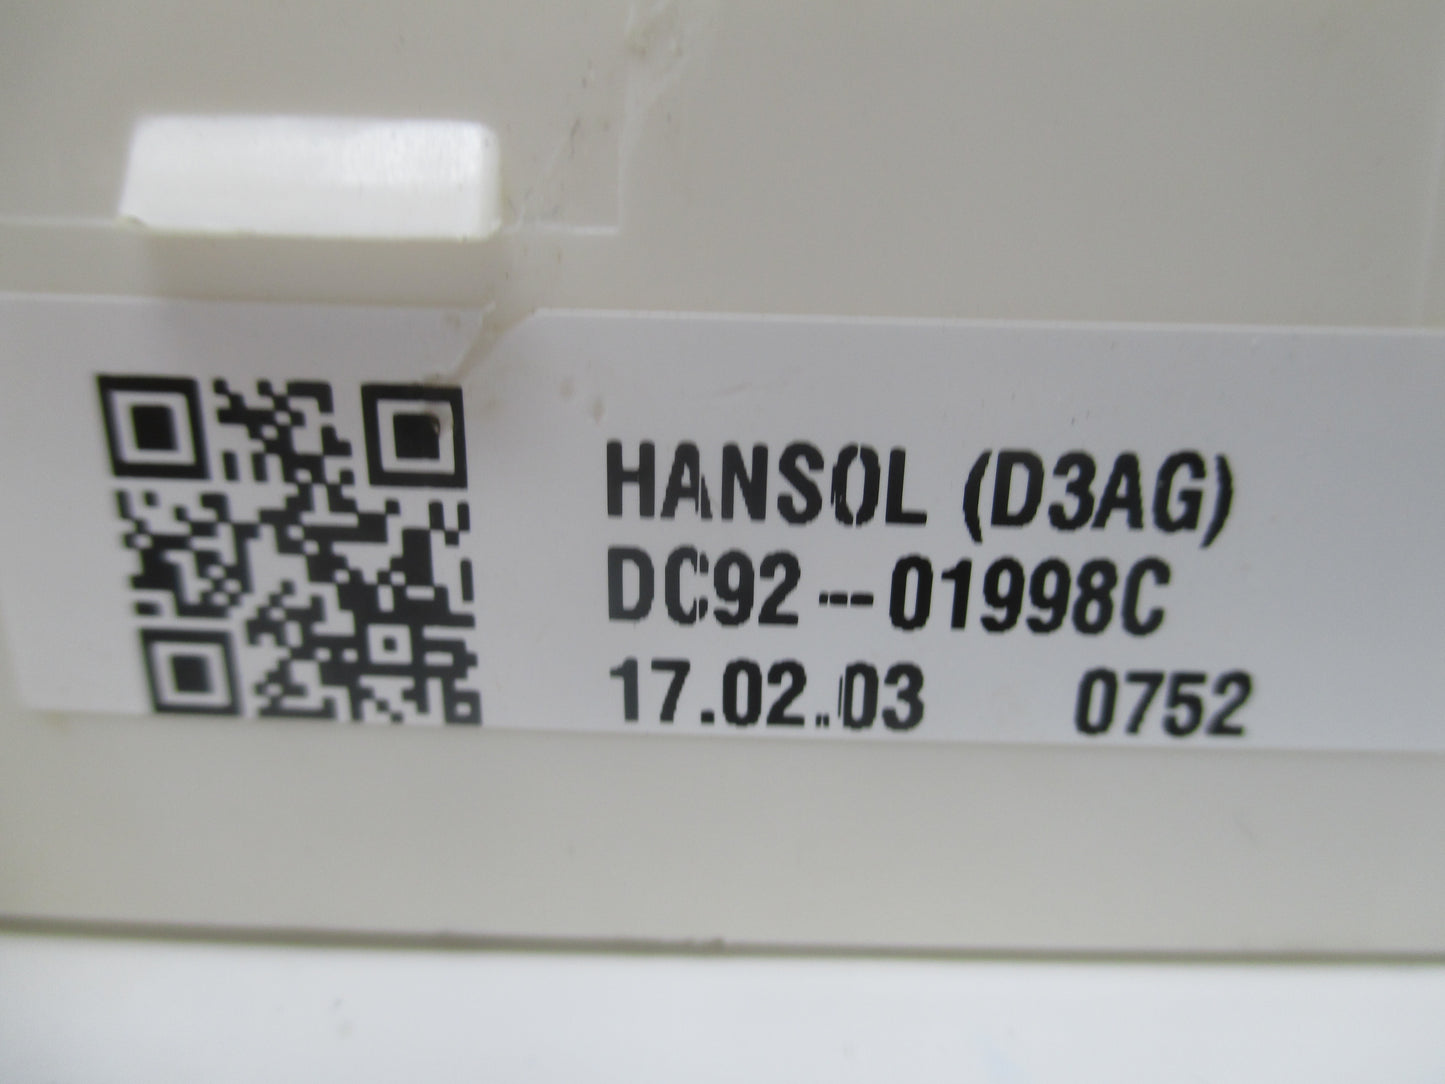 HANSOL (D3AG)
DC92-01998C
17.02.03 0752